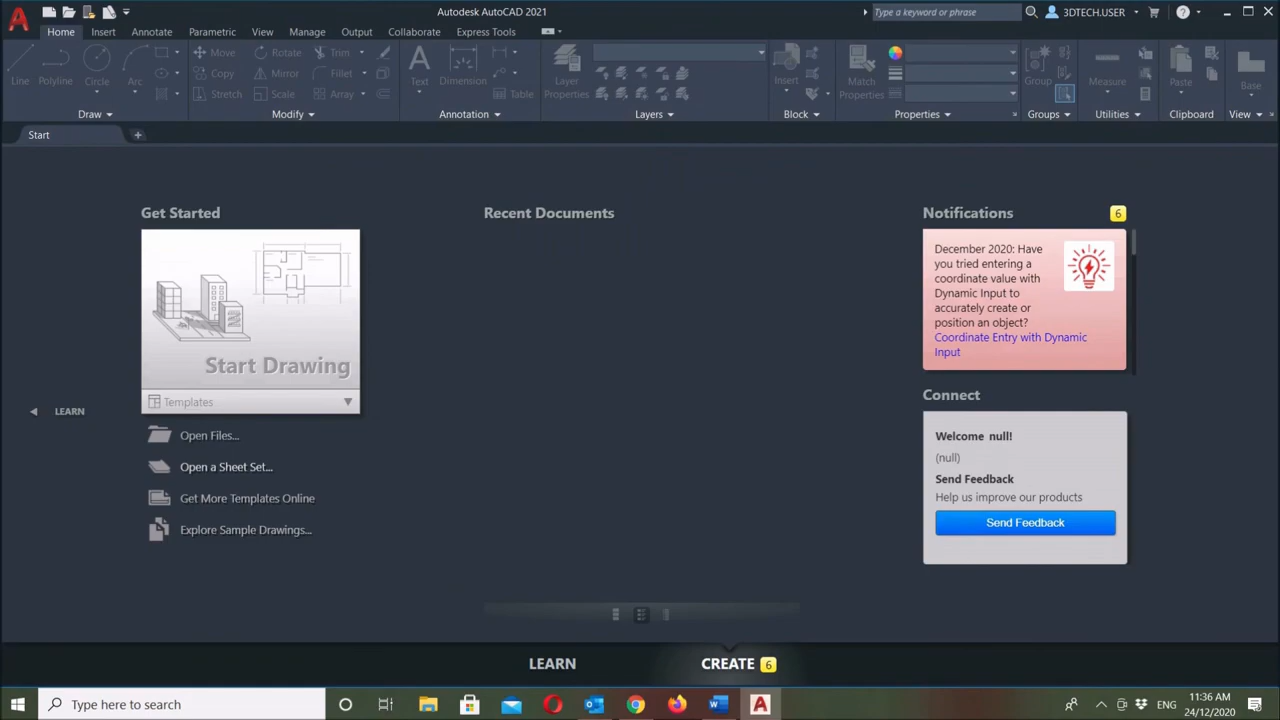 Autodesk AutoCAD 2021
Type a keyword or phrase
3DTECH.USER
Home
Insert
Annotate
Parametric
View
Manage
Output
Collaborate
Express Tools
Line
Polyline
Circle
Arc
Move
Rotate
Trim
Copy
Mirror
Fillet
Stretch
Scale
Array
Text
Dimension
Table
Layer
Properties
Insert
Match
Properties
Group
Measure
Paste
Base
Draw
Modify
Annotation
Layers
Block
Properties
Groups
Utilities
Clipboard
View
Start
Get Started
Start Drawing
Templates
Open Files...
Open a Sheet Set...
Get More Templates Online
Explore Sample Drawings...
LEARN
Recent Documents
Notifications
6
December 2020: Have
you tried entering a
coordinate value with
Dynamic Input to
accurately create or
position an object?
Coordinate Entry with Dynamic
Input
Connect
Welcome null!
(null)
Send Feedback
Help us improve our products
Send Feedback
LEARN
CREATE 6
Type here to search
ENG
11:36 AM
24/12/2020